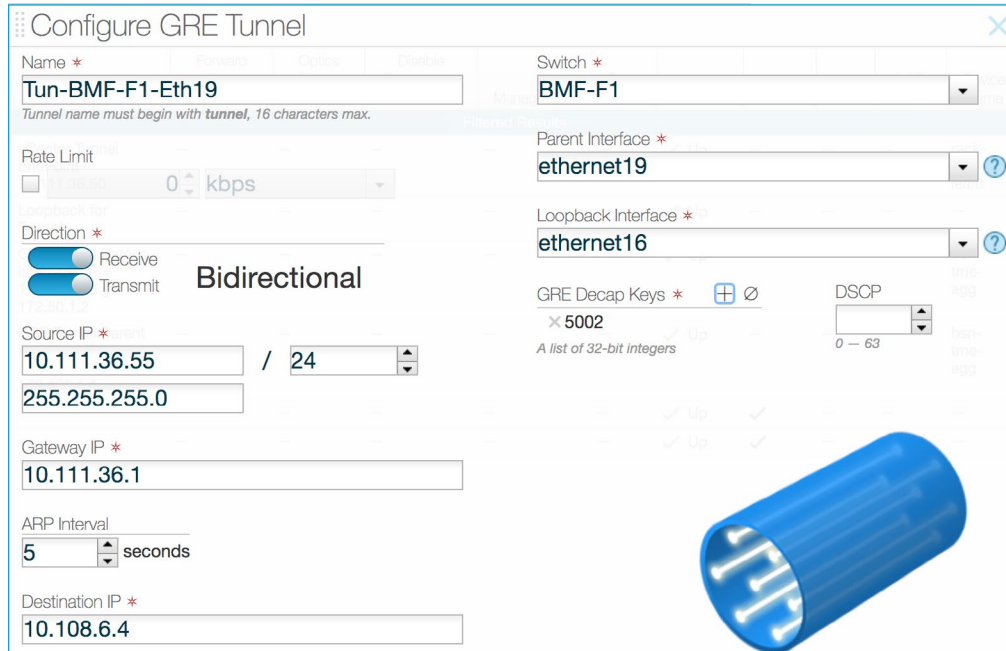 Configure GRE Tunnel
Name *
Tun-BMF-F1-Eth19
Tunnel name must begin with tunnel, 16 characters max.
Rate Limit
0 kbps
Direction *
Receive
Transmit
Bidirectional
Source IP *
10.111.36.55 / 24
255.255.255.0
Gateway IP *
10.111.36.1
ARP Interval
5 seconds
Destination IP *
10.108.6.4
Switch *
BMF-F1
Parent Interface *
ethernet19
Loopback Interface *
ethernet16
GRE Decap Keys *
5002
A list of 32-bit integers
DSCP
0 — 63